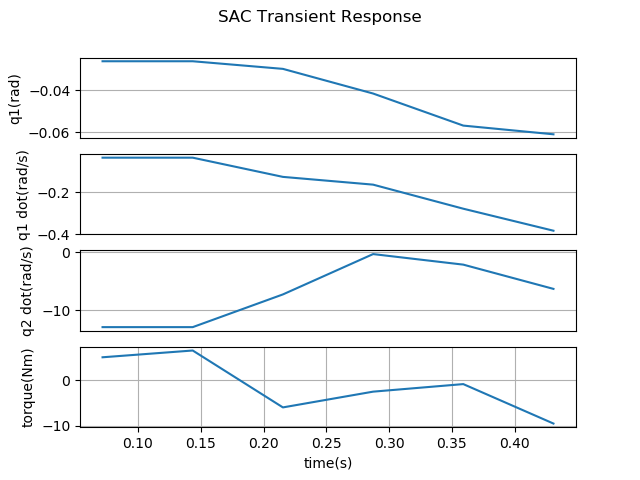 SAC Transient Response
q1(rad)
−0.04
−0.06
q1 dot(rad/s)
−0.2
−0.4
q2 dot(rad/s)
0
−10
torque(Nm)
0
−10
0.10 0.15 0.20 0.25 0.30 0.35 0.40
time(s)